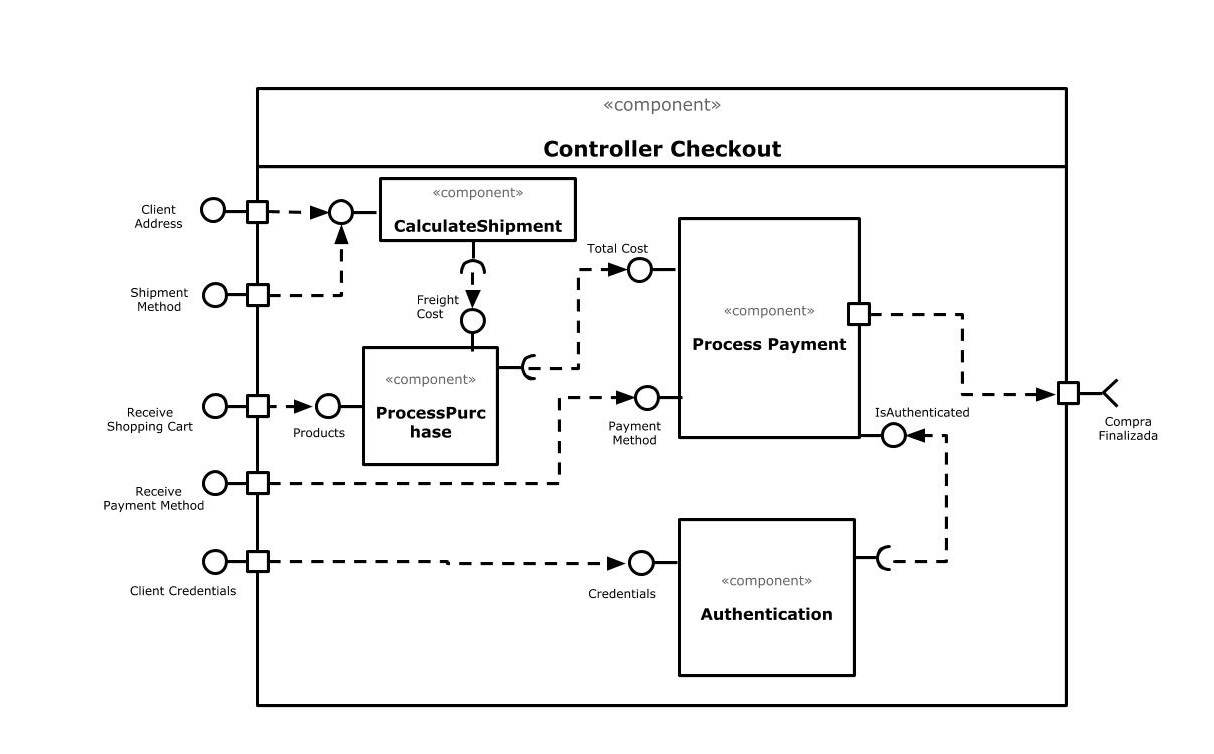 «component»
Controller Checkout
«component»
CalculateShipment
Client
Address
Shipment
Method
Freight
Cost
Total Cost
«component»
Process Payment
«component»
ProcessPurc
hase
Receive
Shopping Cart
Products
Payment
Method
IsAuthenticated
Compra
Finalizada
Receive
Payment Method
Client Credentials
Credentials
«component»
Authentication